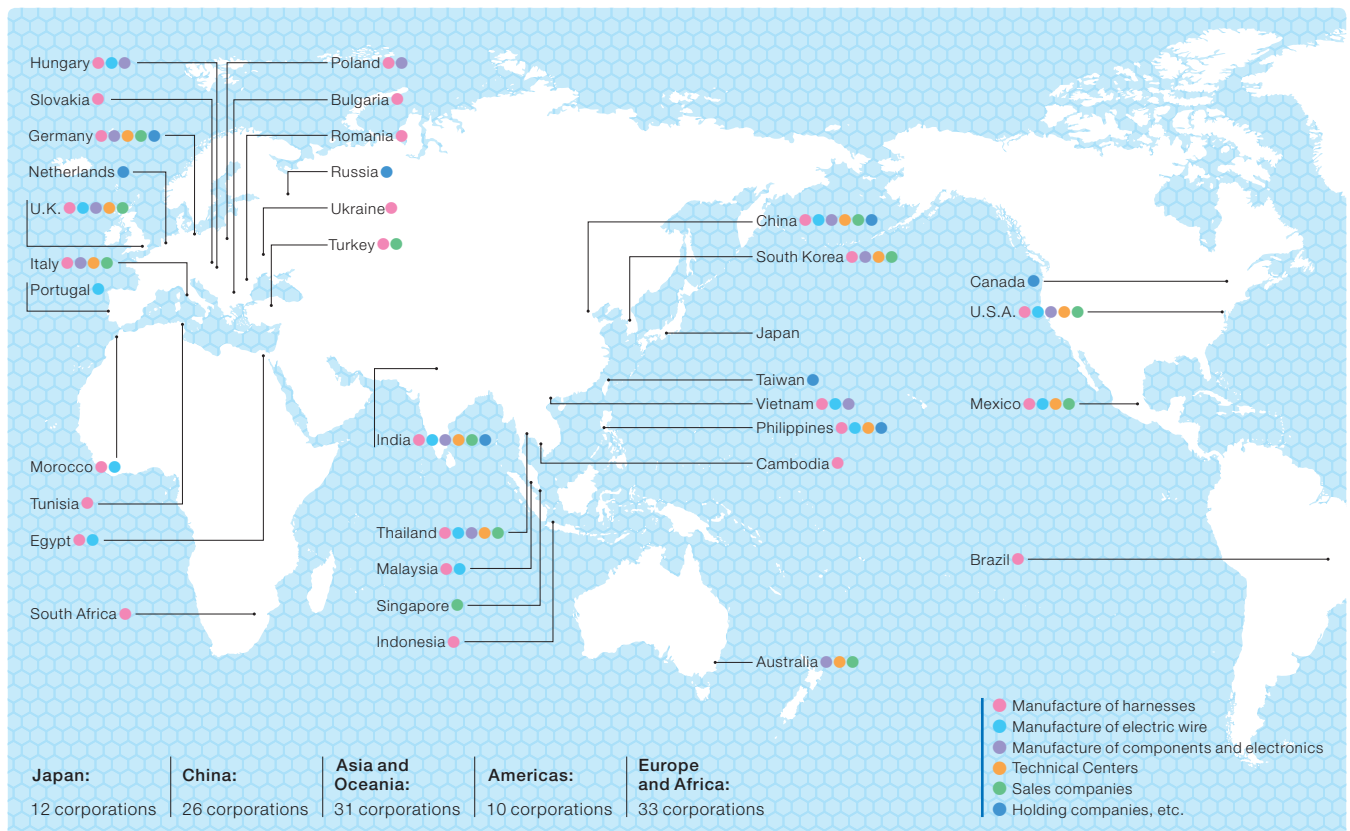 Hungary
Slovakia
Germany
Netherlands
U.K.
Italy
Portugal
Poland
Bulgaria
Romania
Russia
Ukraine
Turkey
Morocco
Tunisia
Egypt
South Africa
India
Thailand
Malaysia
Singapore
Indonesia
China
South Korea
Japan
Taiwan
Vietnam
Philippines
Cambodia
Australia
Canada
U.S.A.
Mexico
Brazil
Manufacture of harnesses
Manufacture of electric wire
Manufacture of components and electronics
Technical Centers
Sales companies
Holding companies, etc.
Japan:
12 corporations
China:
26 corporations
Asia and
Oceania:
31 corporations
Americas:
10 corporations
Europe
and Africa:
33 corporations